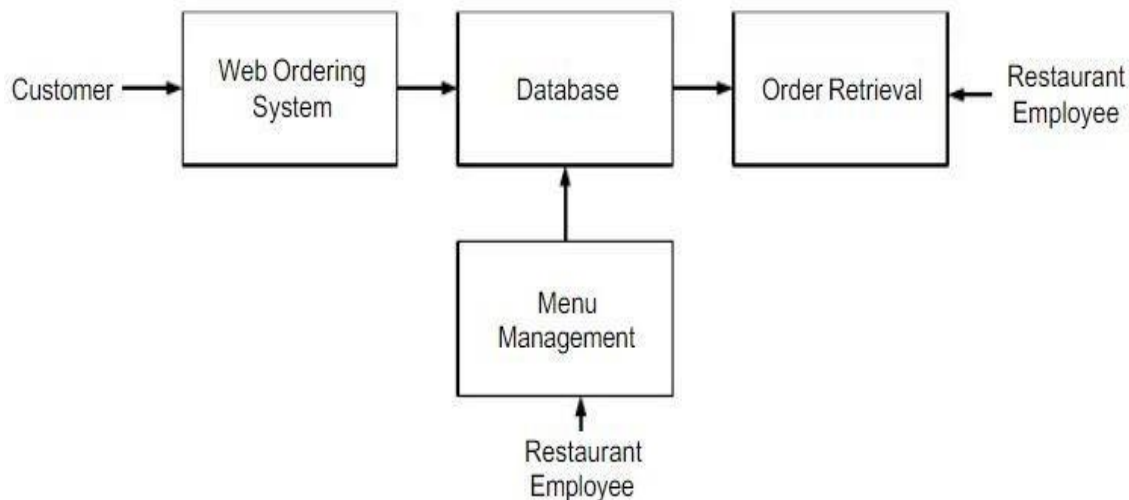 Customer
Web Ordering
System
Database
Order Retrieval
Restaurant
Employee
Menu
Management
Restaurant
Employee